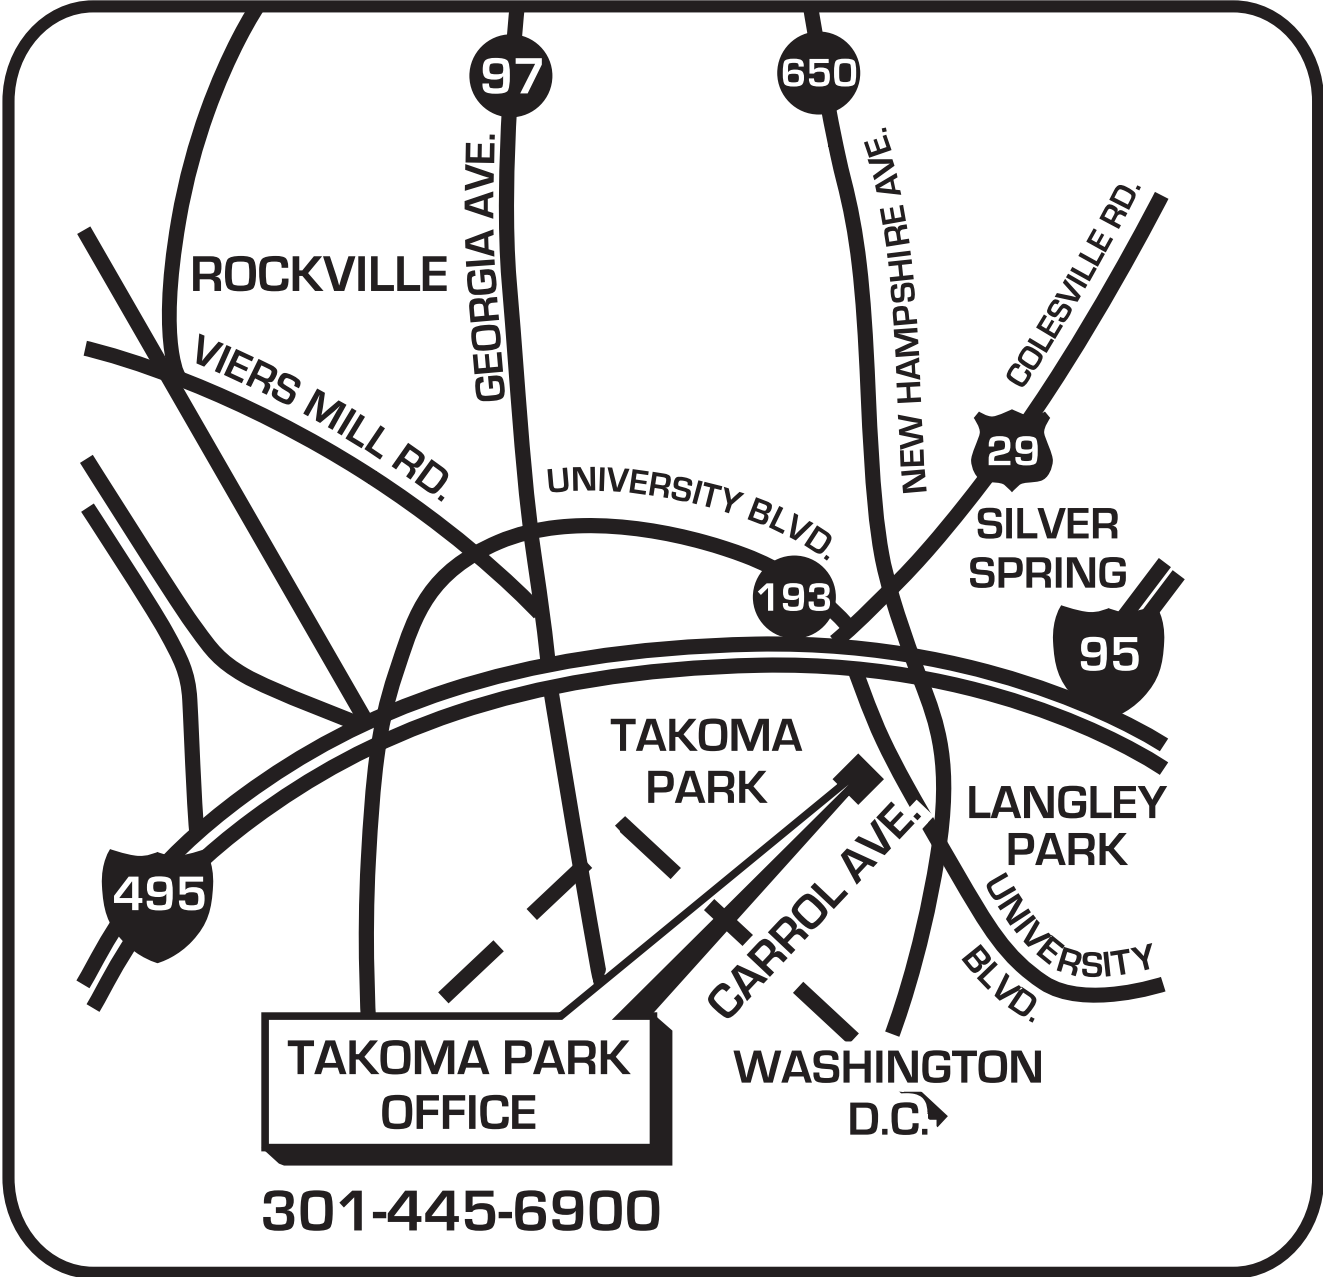 97
650
GEORGIA AVE.
NEW HAMPSHIRE AVE.
COLESVILLE RD.
ROCKVILLE
VIERS MILL RD.
29
UNIVERSITY BLVD.
SILVER
SPRING
193
95
TAKOMA
PARK
LANGLEY
PARK
CARROL AVE.
495
UNIVERSITY
BLVD.
TAKOMA PARK
OFFICE
WASHINGTON
D.C.
301-445-6900